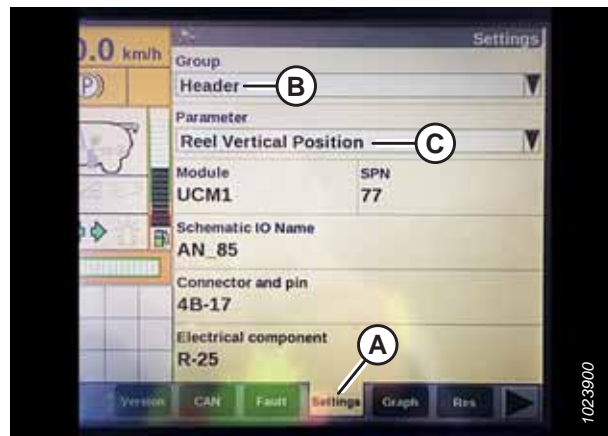 Settings
0.0 km/h
Group
(P)
Header
B
Parameter
Reel Vertical Position
C
Module
SPN
UCM1
77
Schematic IO Name
AN_85
Connector and pin
4B-17
Electrical component
A
R-25
Version
CAN
Fault
Settings
Graph
Res
1023900